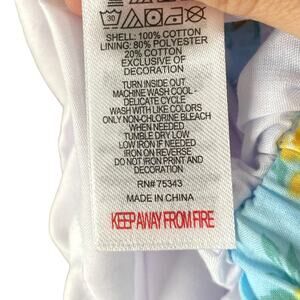 30
SHELL: 100% COTTON
LINING: 80% POLYESTER
20% COTTON
EXCLUSIVE OF
DECORATION
TURN INSIDE OUT
MACHINE WASH COOL -
DELICATE CYCLE
WASH WITH LIKE COLORS
ONLY NON-CHLORINE BLEACH
WHEN NEEDED
TUMBLE DRY LOW
LOW IRON IF NEEDED
IRON ON REVERSE
DO NOT IRON PRINT AND
DECORATION
RN# 75343
MADE IN CHINA
KEEP AWAY FROM FIRE